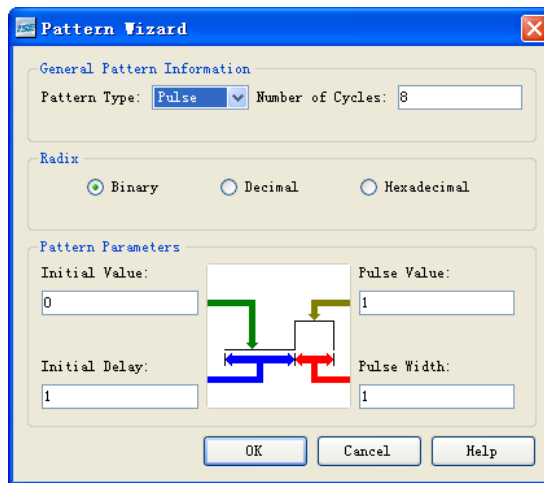 ISE Pattern Wizard
General Pattern Information
Pattern Type: Pulse Number of Cycles: 8
Radix
Binary Decimal Hexadecimal
Pattern Parameters
Initial Value: Pulse Value:
0 1
Initial Delay: Pulse Width:
1 1
OK Cancel Help